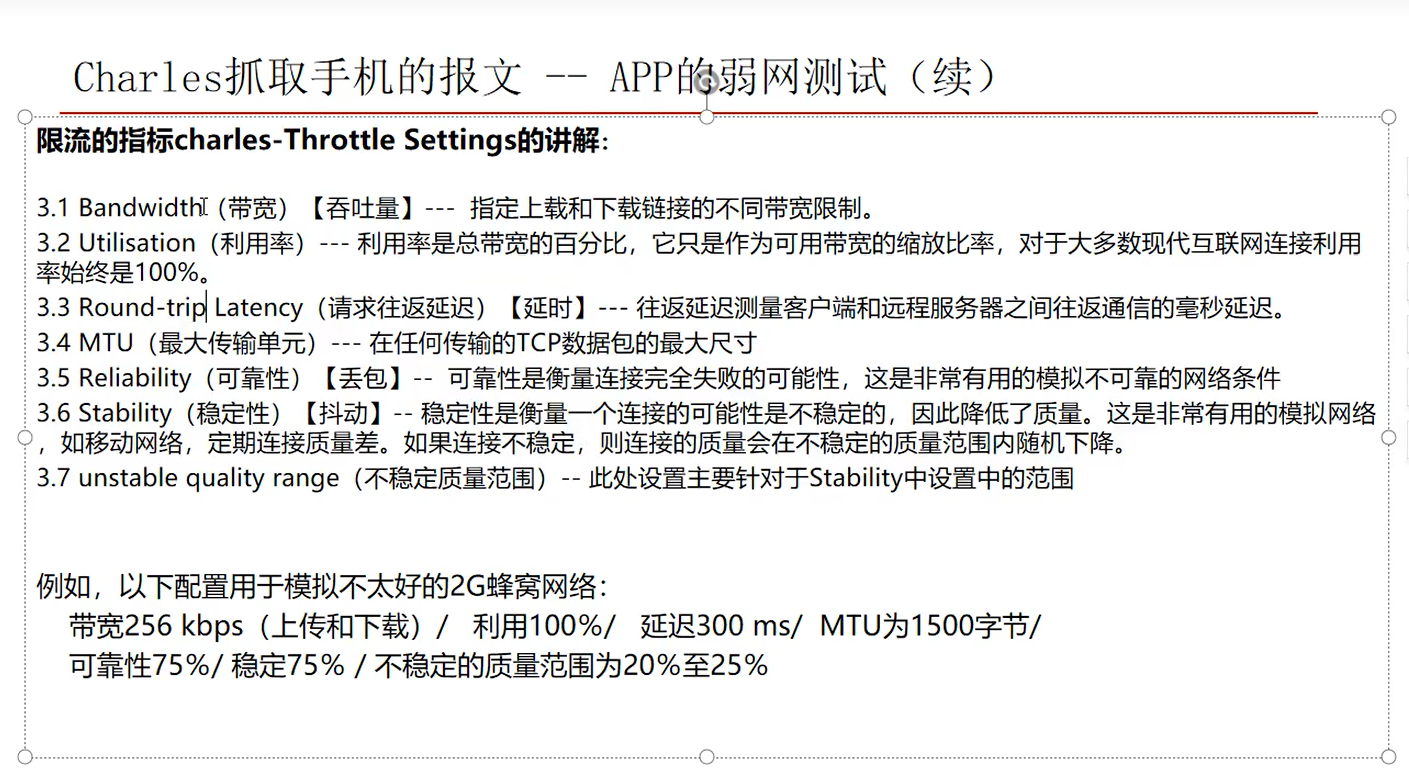 Charles抓取手机的报文 -- APP的弱网测试（续）
限流的指标charles-Throttle Settings的讲解：
3.1 Bandwidth（带宽）【吞吐量】--- 指定上载和下载链接的不同带宽限制。
3.2 Utilisation（利用率）--- 利用率是总带宽的百分比，它只是作为可用带宽的缩放比率，对于大多数现代互联网连接利用
率始终是100%。
3.3 Round-trip Latency（请求往返延迟）【延时】--- 往返延迟测量客户端和远程服务器之间往返通信的毫秒延迟。
3.4 MTU（最大传输单元）--- 在任何传输的TCP数据包的最大尺寸
3.5 Reliability（可靠性）【丢包】-- 可靠性是衡量连接完全失败的可能性，这是非常有用的模拟不可靠的网络条件
3.6 Stability（稳定性）【抖动】-- 稳定性是衡量一个连接的可能性是不稳定的，因此降低了质量。这是非常有用的模拟网络
，如移动网络，定期连接质量差。如果连接不稳定，则连接的质量会在不稳定的质量范围内随机下降。
3.7 unstable quality range（不稳定质量范围）-- 此处设置主要针对于Stability中设置中的范围
例如，以下配置用于模拟不太好的2G蜂窝网络：
带宽256 kbps（上传和下载）/ 利用100%/ 延迟300 ms/ MTU为1500字节/
可靠性75%/ 稳定75% / 不稳定的质量范围为20%至25%